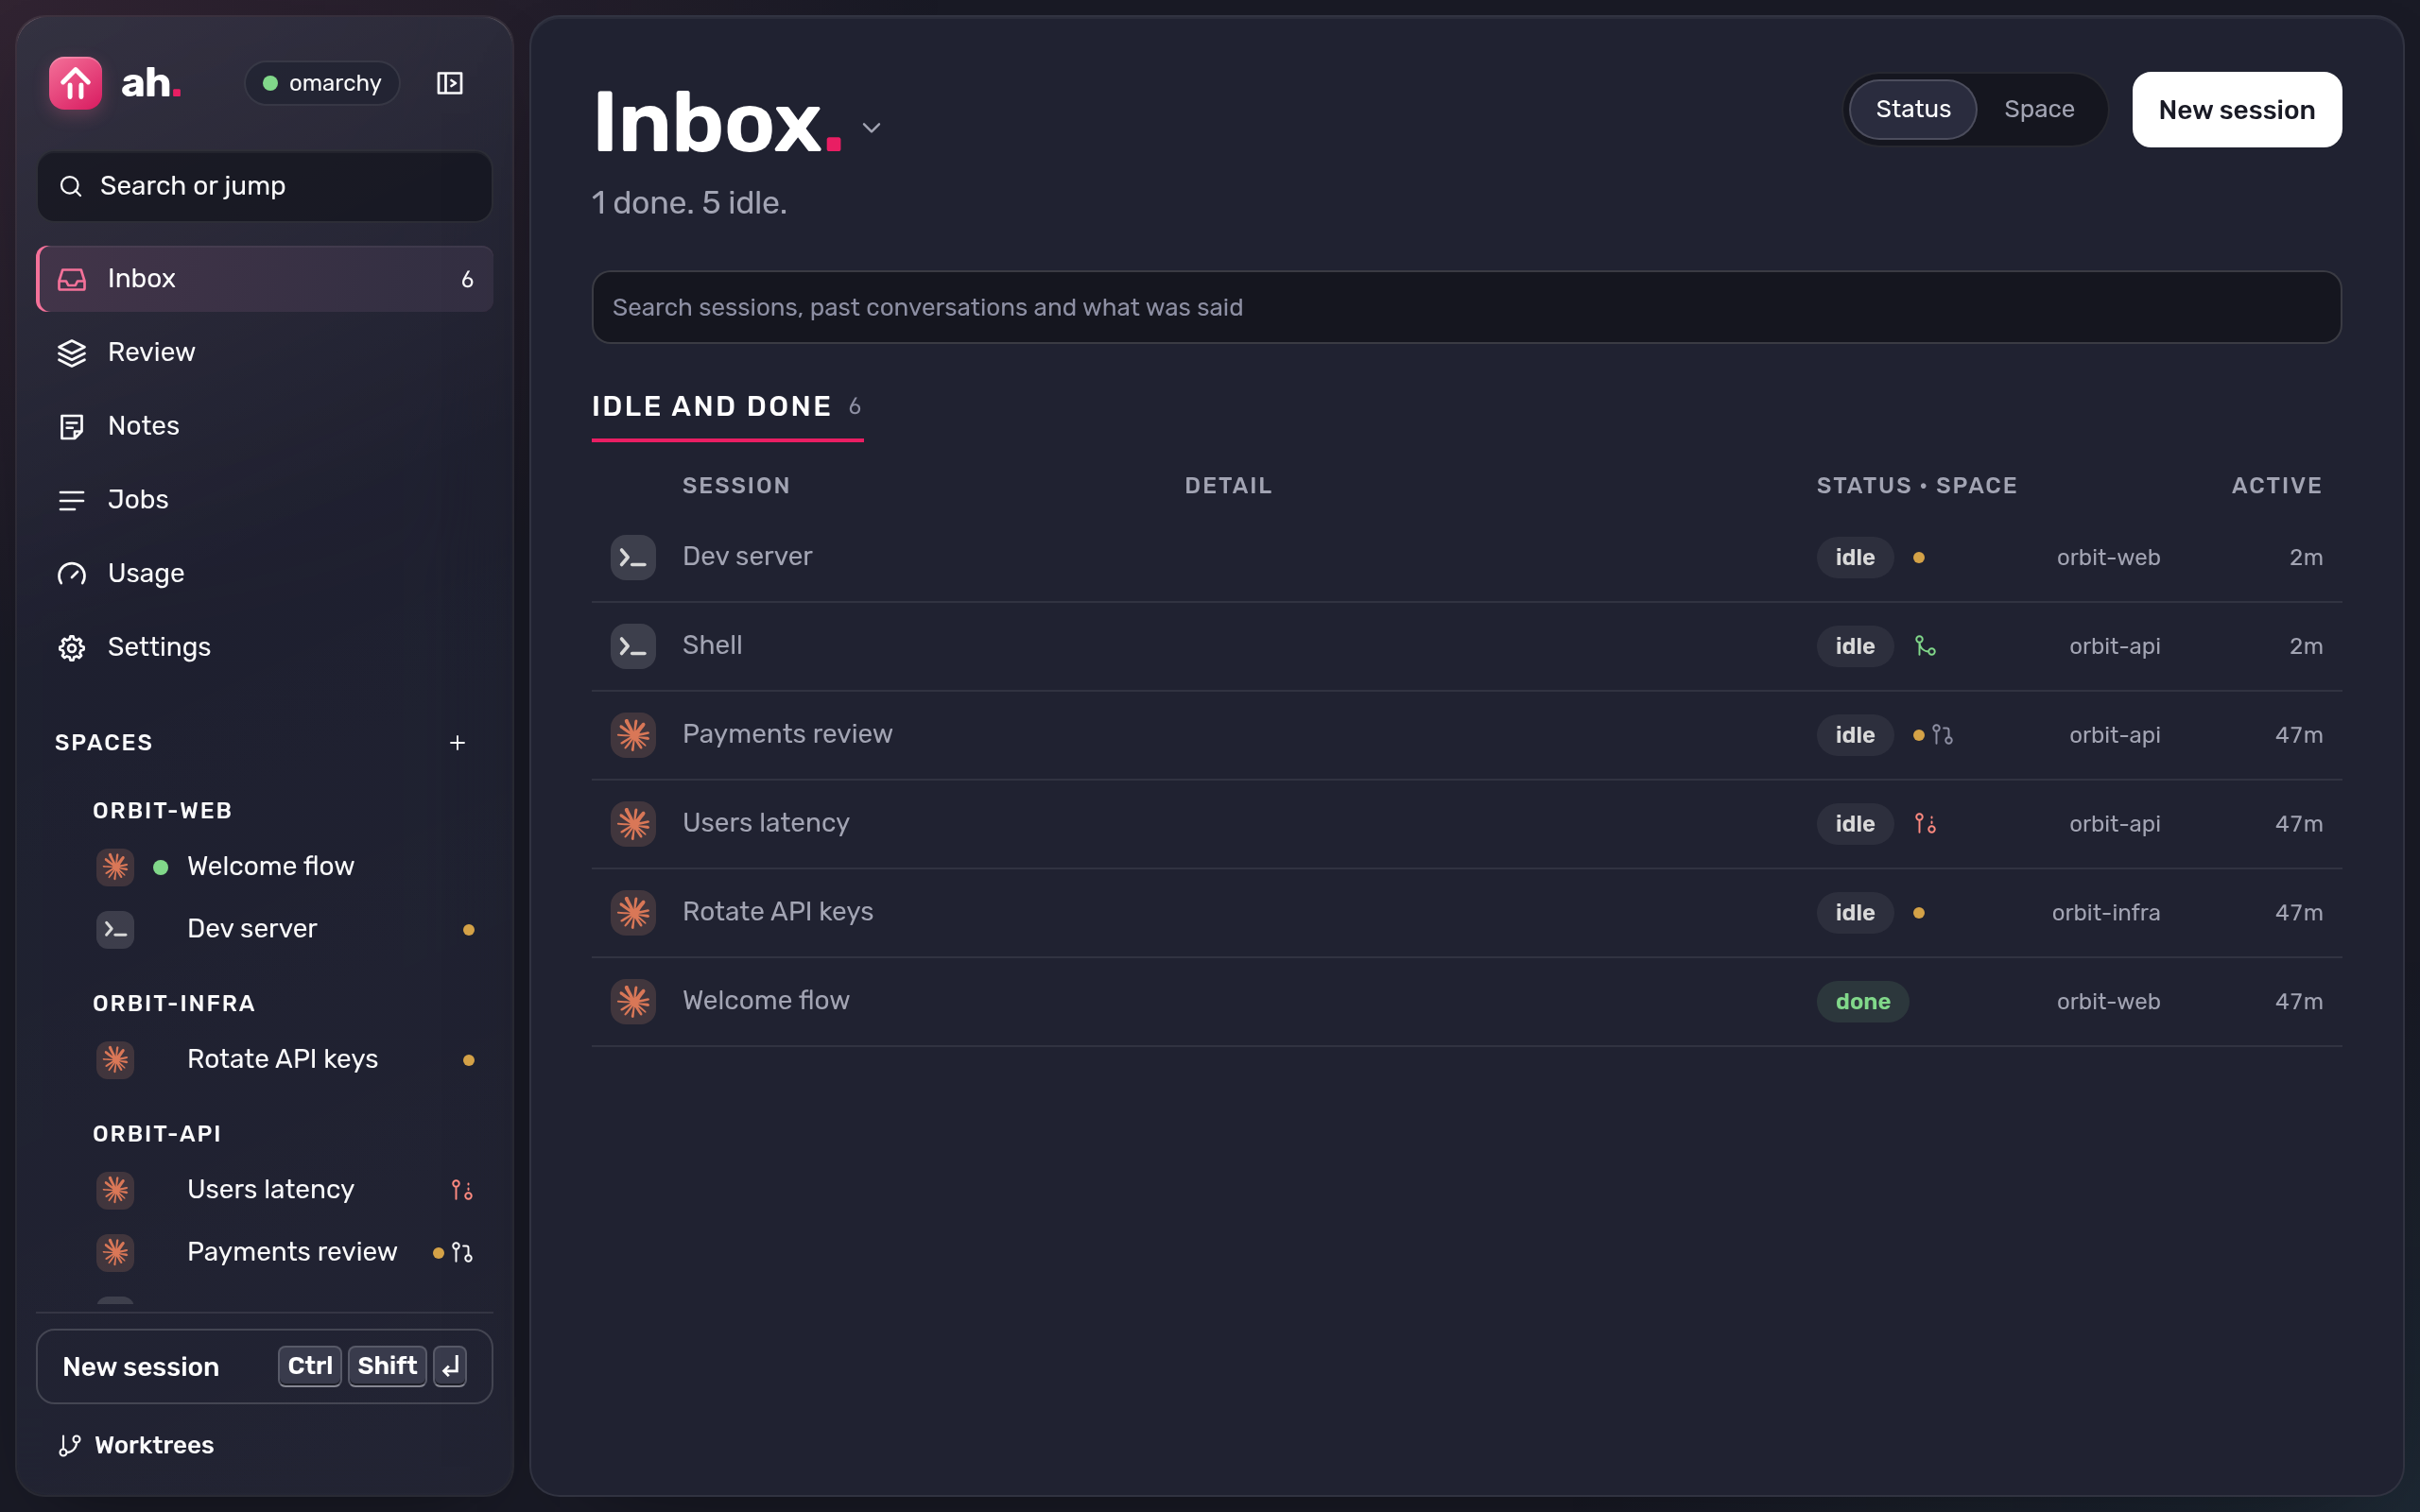 ah.
omarchy
Search or jump
Inbox 6
Review
Notes
Jobs
Usage
Settings
SPACES
ORBIT-WEB
Welcome flow
Dev server
ORBIT-INFRA
Rotate API keys
ORBIT-API
Users latency
Payments review
New session Ctrl Shift
Worktrees
Inbox.
Status Space New session
1 done. 5 idle.
Search sessions, past conversations and what was said
IDLE AND DONE 6
SESSION DETAIL STATUS • SPACE ACTIVE
Dev server idle orbit-web 2m
Shell idle orbit-api 2m
Payments review idle orbit-api 47m
Users latency idle orbit-api 47m
Rotate API keys idle orbit-infra 47m
Welcome flow done orbit-web 47m